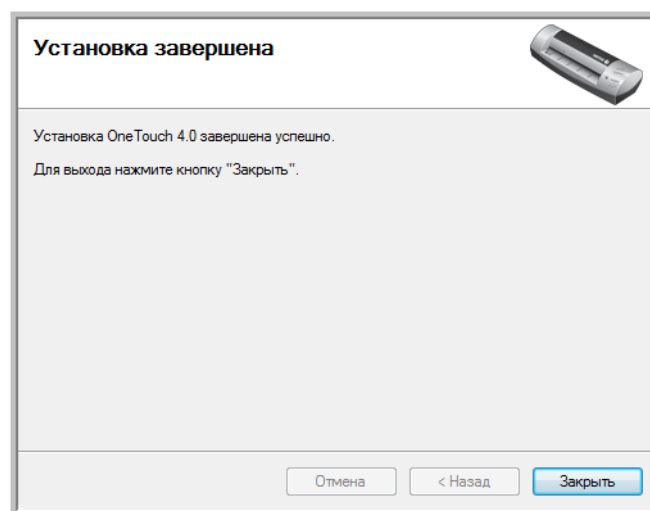 Установка завершена
Установка OneTouch 4.0 завершена успешно.
Для выхода нажмите кнопку "Закрыть".
Отмена
< Назад
Закрыть